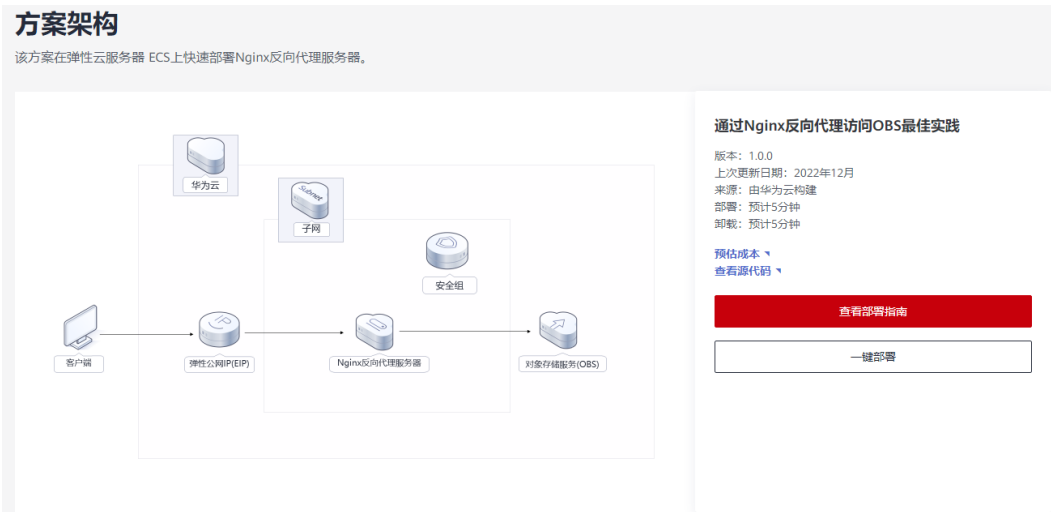 方案架构
该方案在弹性云服务器 ECS上快速部署Nginx反向代理服务器。
华为云
Subnet
子网
安全组
IP
客户端
弹性公网IP(EIP)
Nginx反向代理服务器
对象存储服务(OBS)
通过Nginx反向代理访问OBS最佳实践
版本：1.0.0
上次更新日期：2022年12月
来源：由华为云构建
部署：预计5分钟
卸载：预计5分钟
预估成本
查看源代码
查看部署指南
一键部署